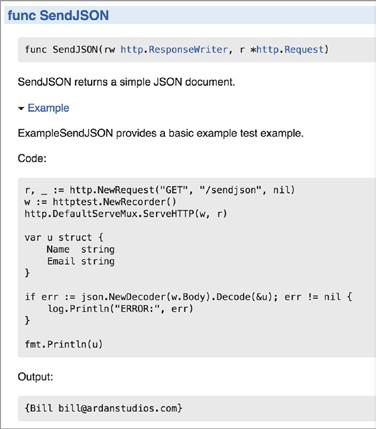 func SendJSON
func SendJSON(rw http.ResponseWriter, r *http.Request)
SendJSON returns a simple JSON document.
▾ Example
ExampleSendJSON provides a basic example test example.
Code:
r, _ := http.NewRequest("GET", "/sendjson", nil)
w := httptest.NewRecorder()
http.DefaultServeMux.ServeHTTP(w, r)
var u struct {
    Name  string
    Email string
}
if err := json.NewDecoder(w.Body).Decode(&u); err != nil {
    log.Println("ERROR:", err)
}
fmt.Println(u)
Output:
{Bill bill@ardanstudios.com}